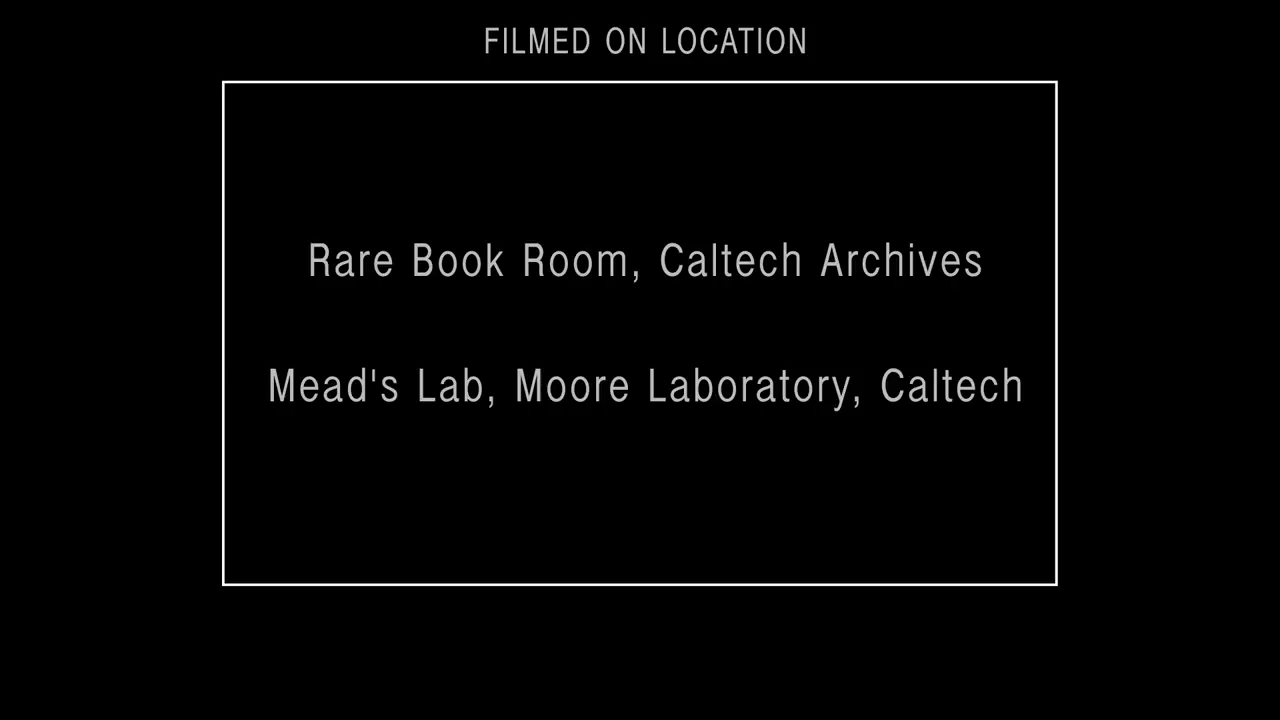 FILMED ON LOCATION
Rare Book Room, Caltech Archives
Mead's Lab, Moore Laboratory, Caltech